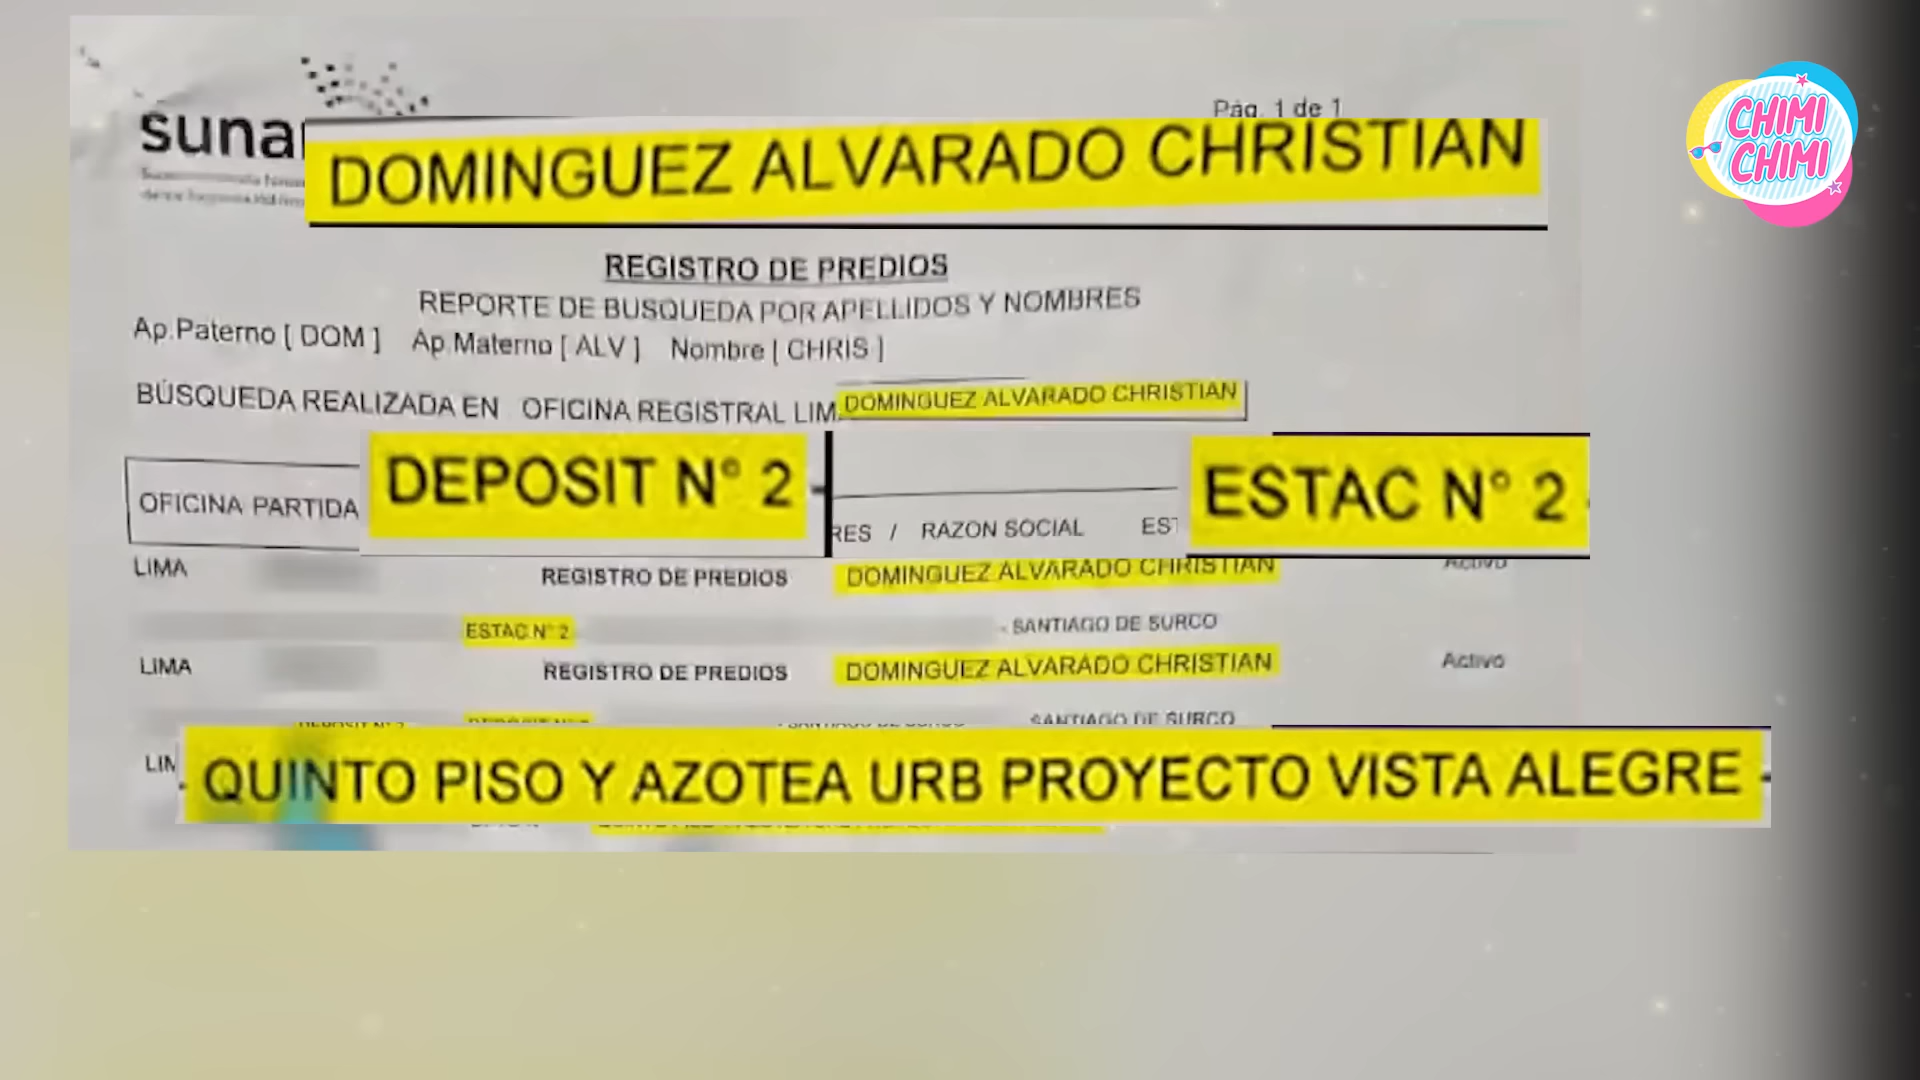 Pág. 1 de 1
CHIMI
CHIMI
DOMINGUEZ ALVARADO CHRISTIAN
REGISTRO DE PREDIOS
REPORTE DE BUSQUEDA POR APELLIDOS Y NOMBRES
Ap.Paterno [ DOM ] Ap.Materno [ ALV ] Nombre [ CHRIS ]
BÚSQUEDA REALIZADA EN OFICINA REGISTRAL LIM DOMINGUEZ ALVARADO CHRISTIAN
OFICINA PARTIDA DEPOSIT N° 2 - RES / RAZON SOCIAL EST ESTAC N° 2
LIMA REGISTRO DE PREDIOS DOMINGUEZ ALVARADO CHRISTIAN Activo
ESTAC N° 2 - SANTIAGO DE SURCO
LIMA REGISTRO DE PREDIOS DOMINGUEZ ALVARADO CHRISTIAN Activo
SANTIAGO DE SURCO
LIM QUINTO PISO Y AZOTEA URB PROYECTO VISTA ALEGRE -